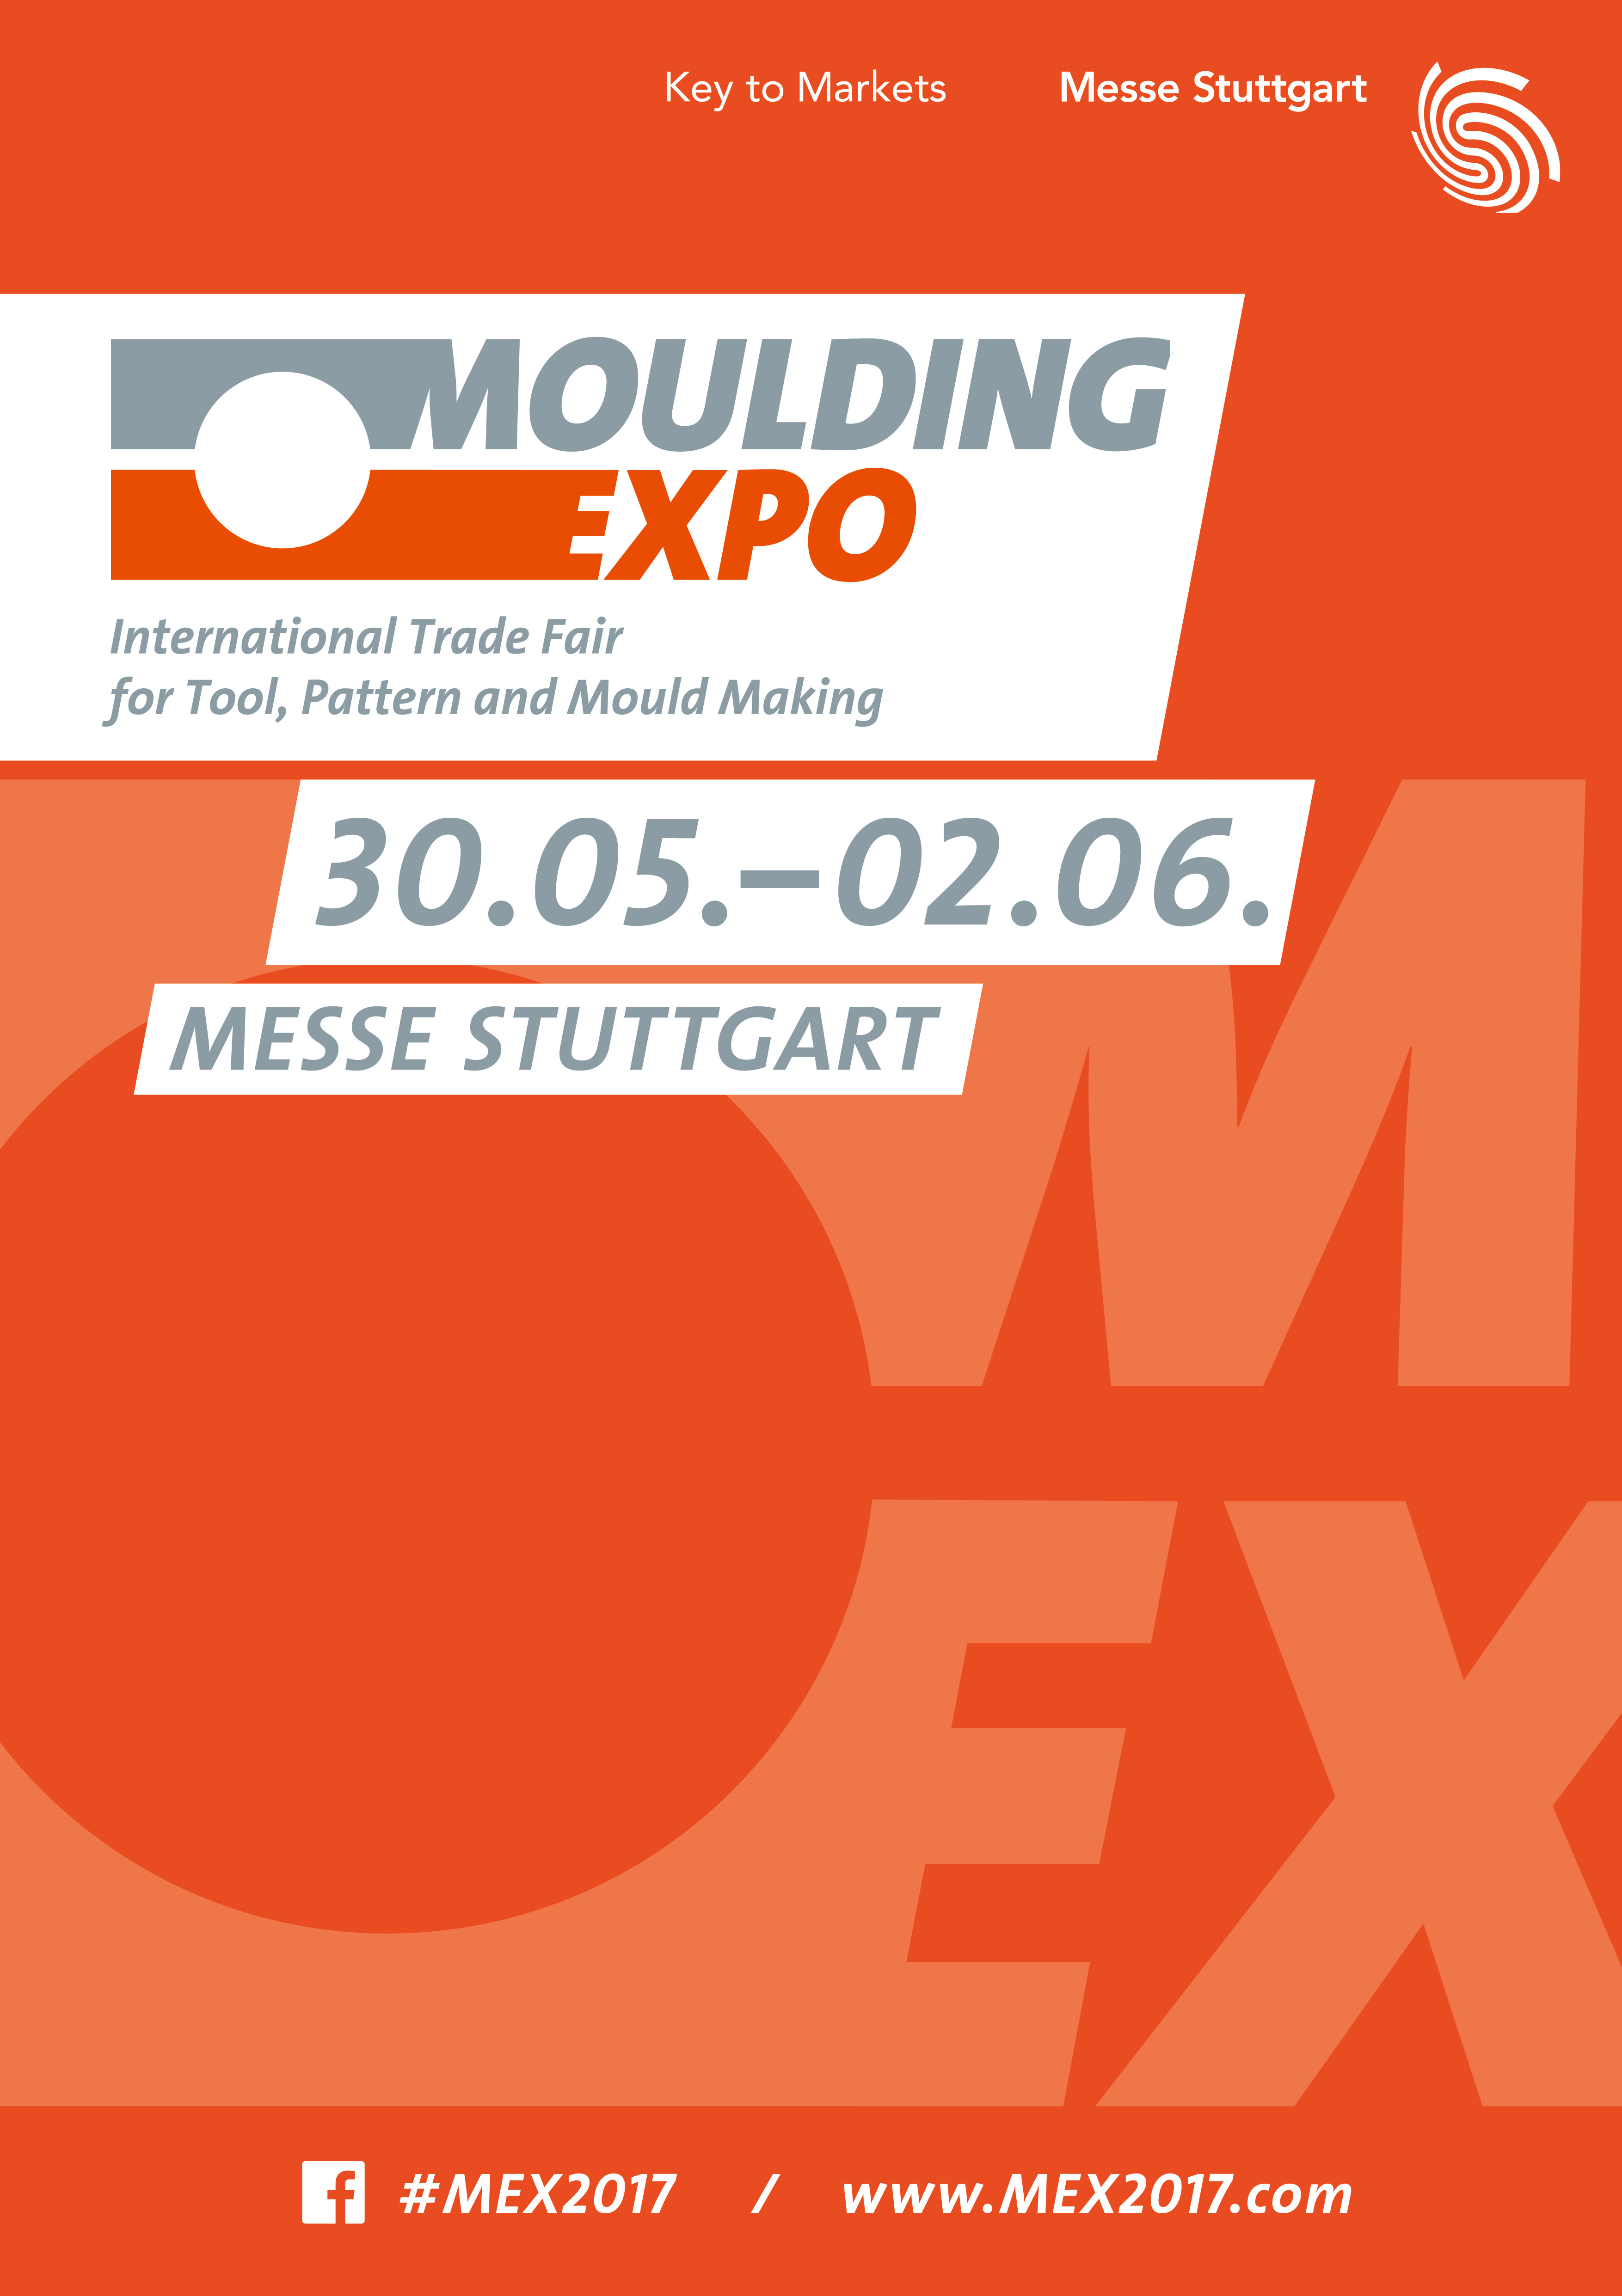 Key to Markets Messe Stuttgart
MOULDING
EXPO
International Trade Fair
for Tool, Pattern and Mould Making
30.05.–02.06.
MESSE STUTTGART
M
EX
#MEX2017 / www.MEX2017.com